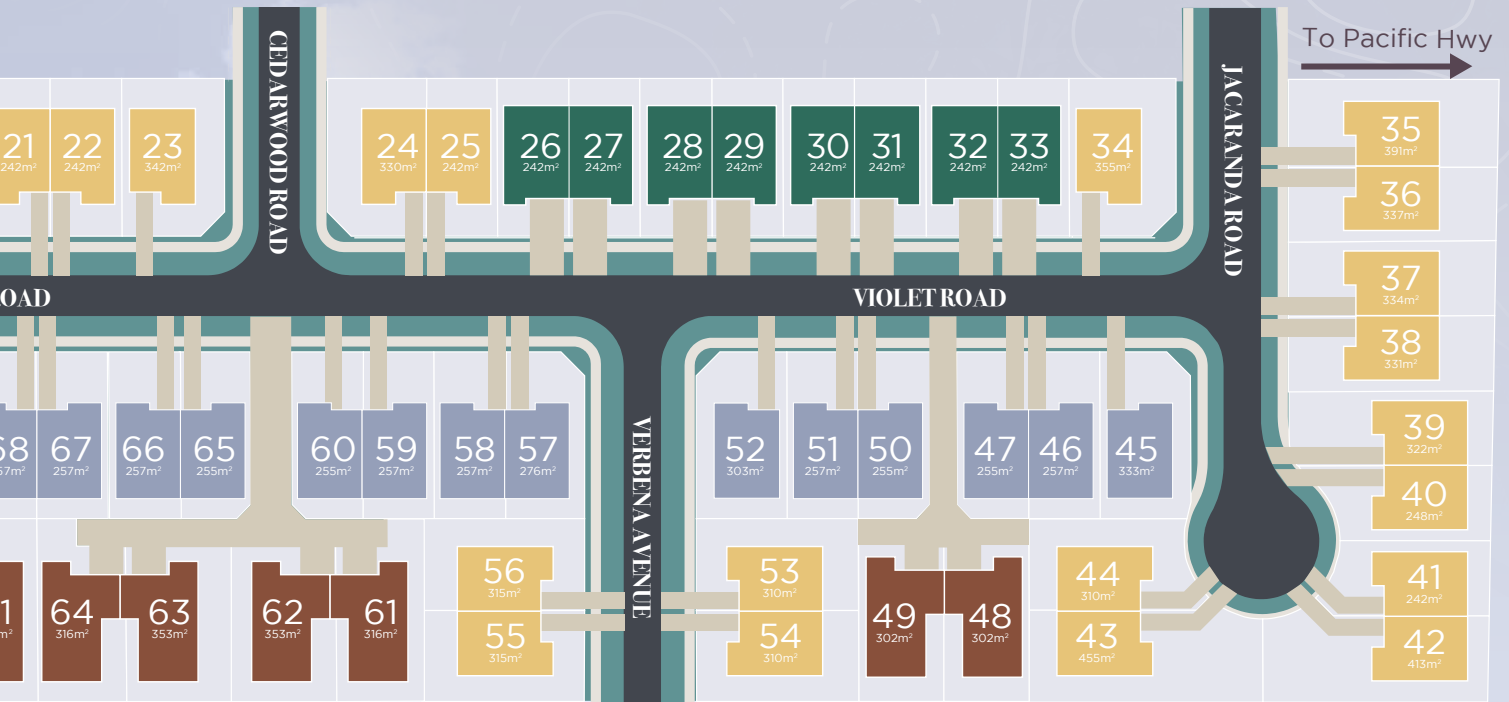 CEDARWOOD ROAD
JACARANDA ROAD
To Pacific Hwy
21
242m²
22
242m²
23
342m²
24
330m²
25
242m²
26
242m²
27
242m²
28
242m²
29
242m²
30
242m²
31
242m²
32
242m²
33
242m²
34
355m²
35
391m²
36
337m²
37
334m²
38
331m²
OAD
VIOLET ROAD
68
57m²
67
257m²
66
257m²
65
255m²
60
255m²
59
257m²
58
257m²
57
276m²
VERBENA AVENUE
52
303m²
51
257m²
50
255m²
47
255m²
46
257m²
45
333m²
39
322m²
40
248m²
1
m²
64
316m²
63
353m²
62
353m²
61
316m²
56
315m²
55
315m²
53
310m²
54
310m²
49
302m²
48
302m²
44
310m²
43
455m²
41
242m²
42
413m²